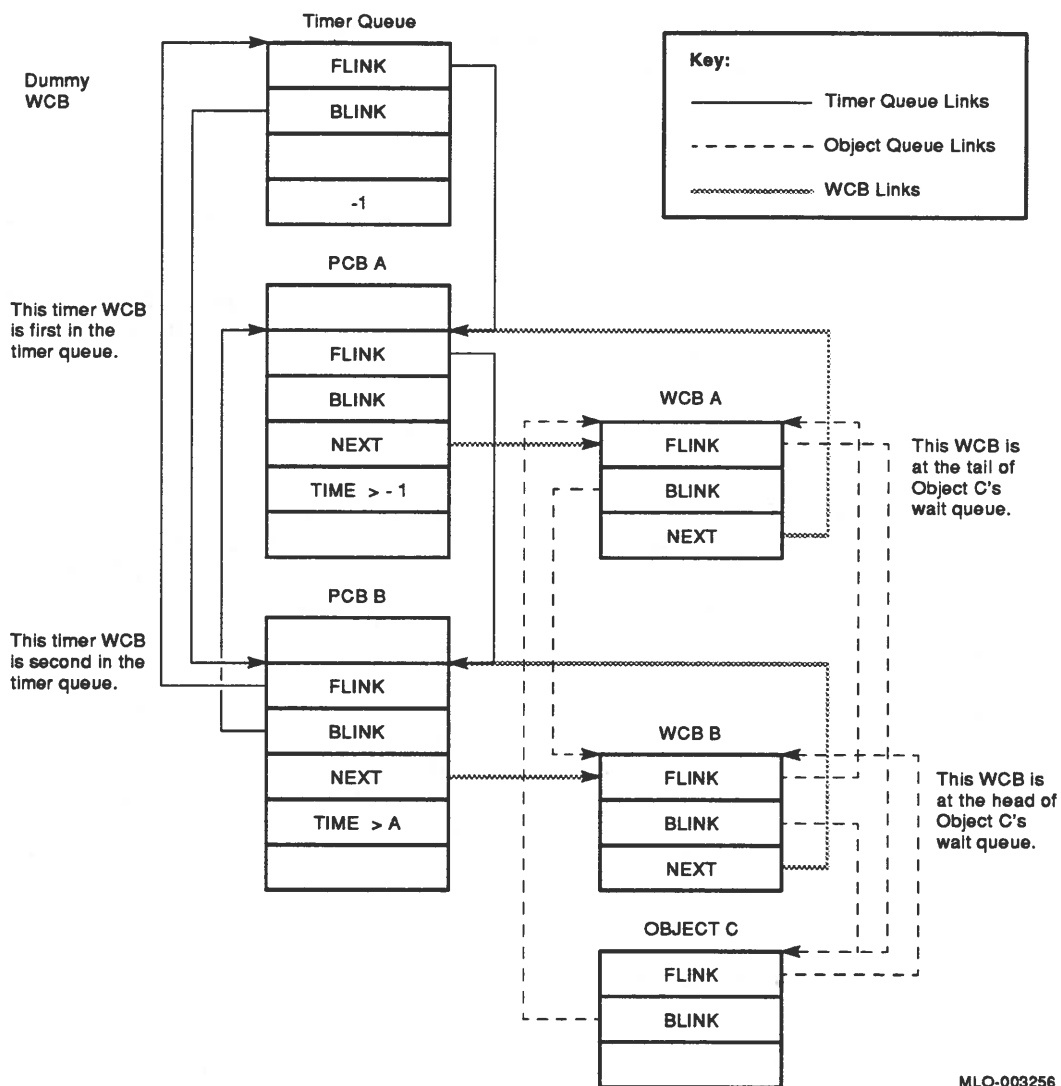 Timer Queue
Dummy
WCB
FLINK
BLINK
-1
Key:
Timer Queue Links
Object Queue Links
WCB Links
PCB A
This timer WCB
is first in the
timer queue.
FLINK
BLINK
NEXT
TIME > - 1
WCB A
FLINK
BLINK
NEXT
This WCB is
at the tail of
Object C's
wait queue.
PCB B
This timer WCB
is second in the
timer queue.
FLINK
BLINK
NEXT
TIME > A
WCB B
FLINK
BLINK
NEXT
This WCB is
at the head of
Object C's
wait queue.
OBJECT C
FLINK
BLINK
MLO-003256